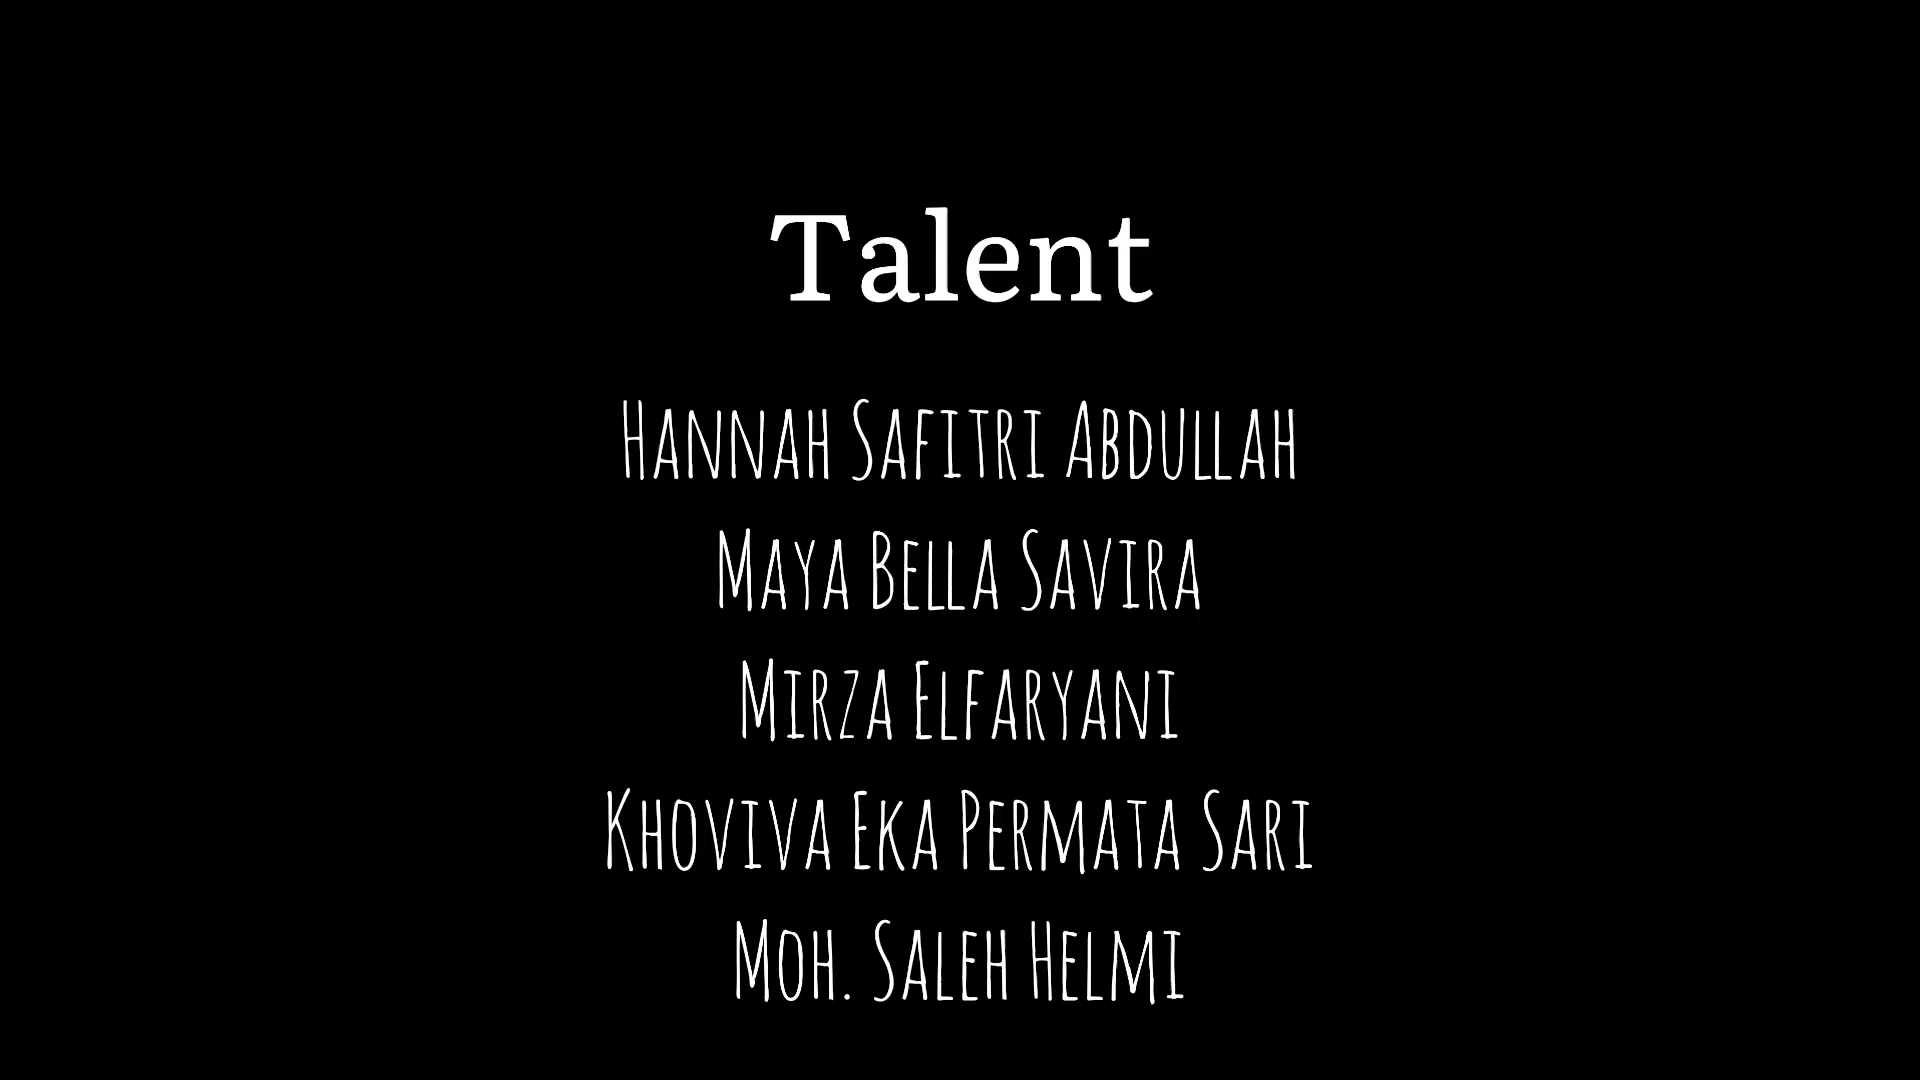 Talent
Hannah Safitri Abdullah
Maya Bella Savira
Mirza Elfaryani
Khoviva Eka Permata Sari
Moh. Saleh Helmi